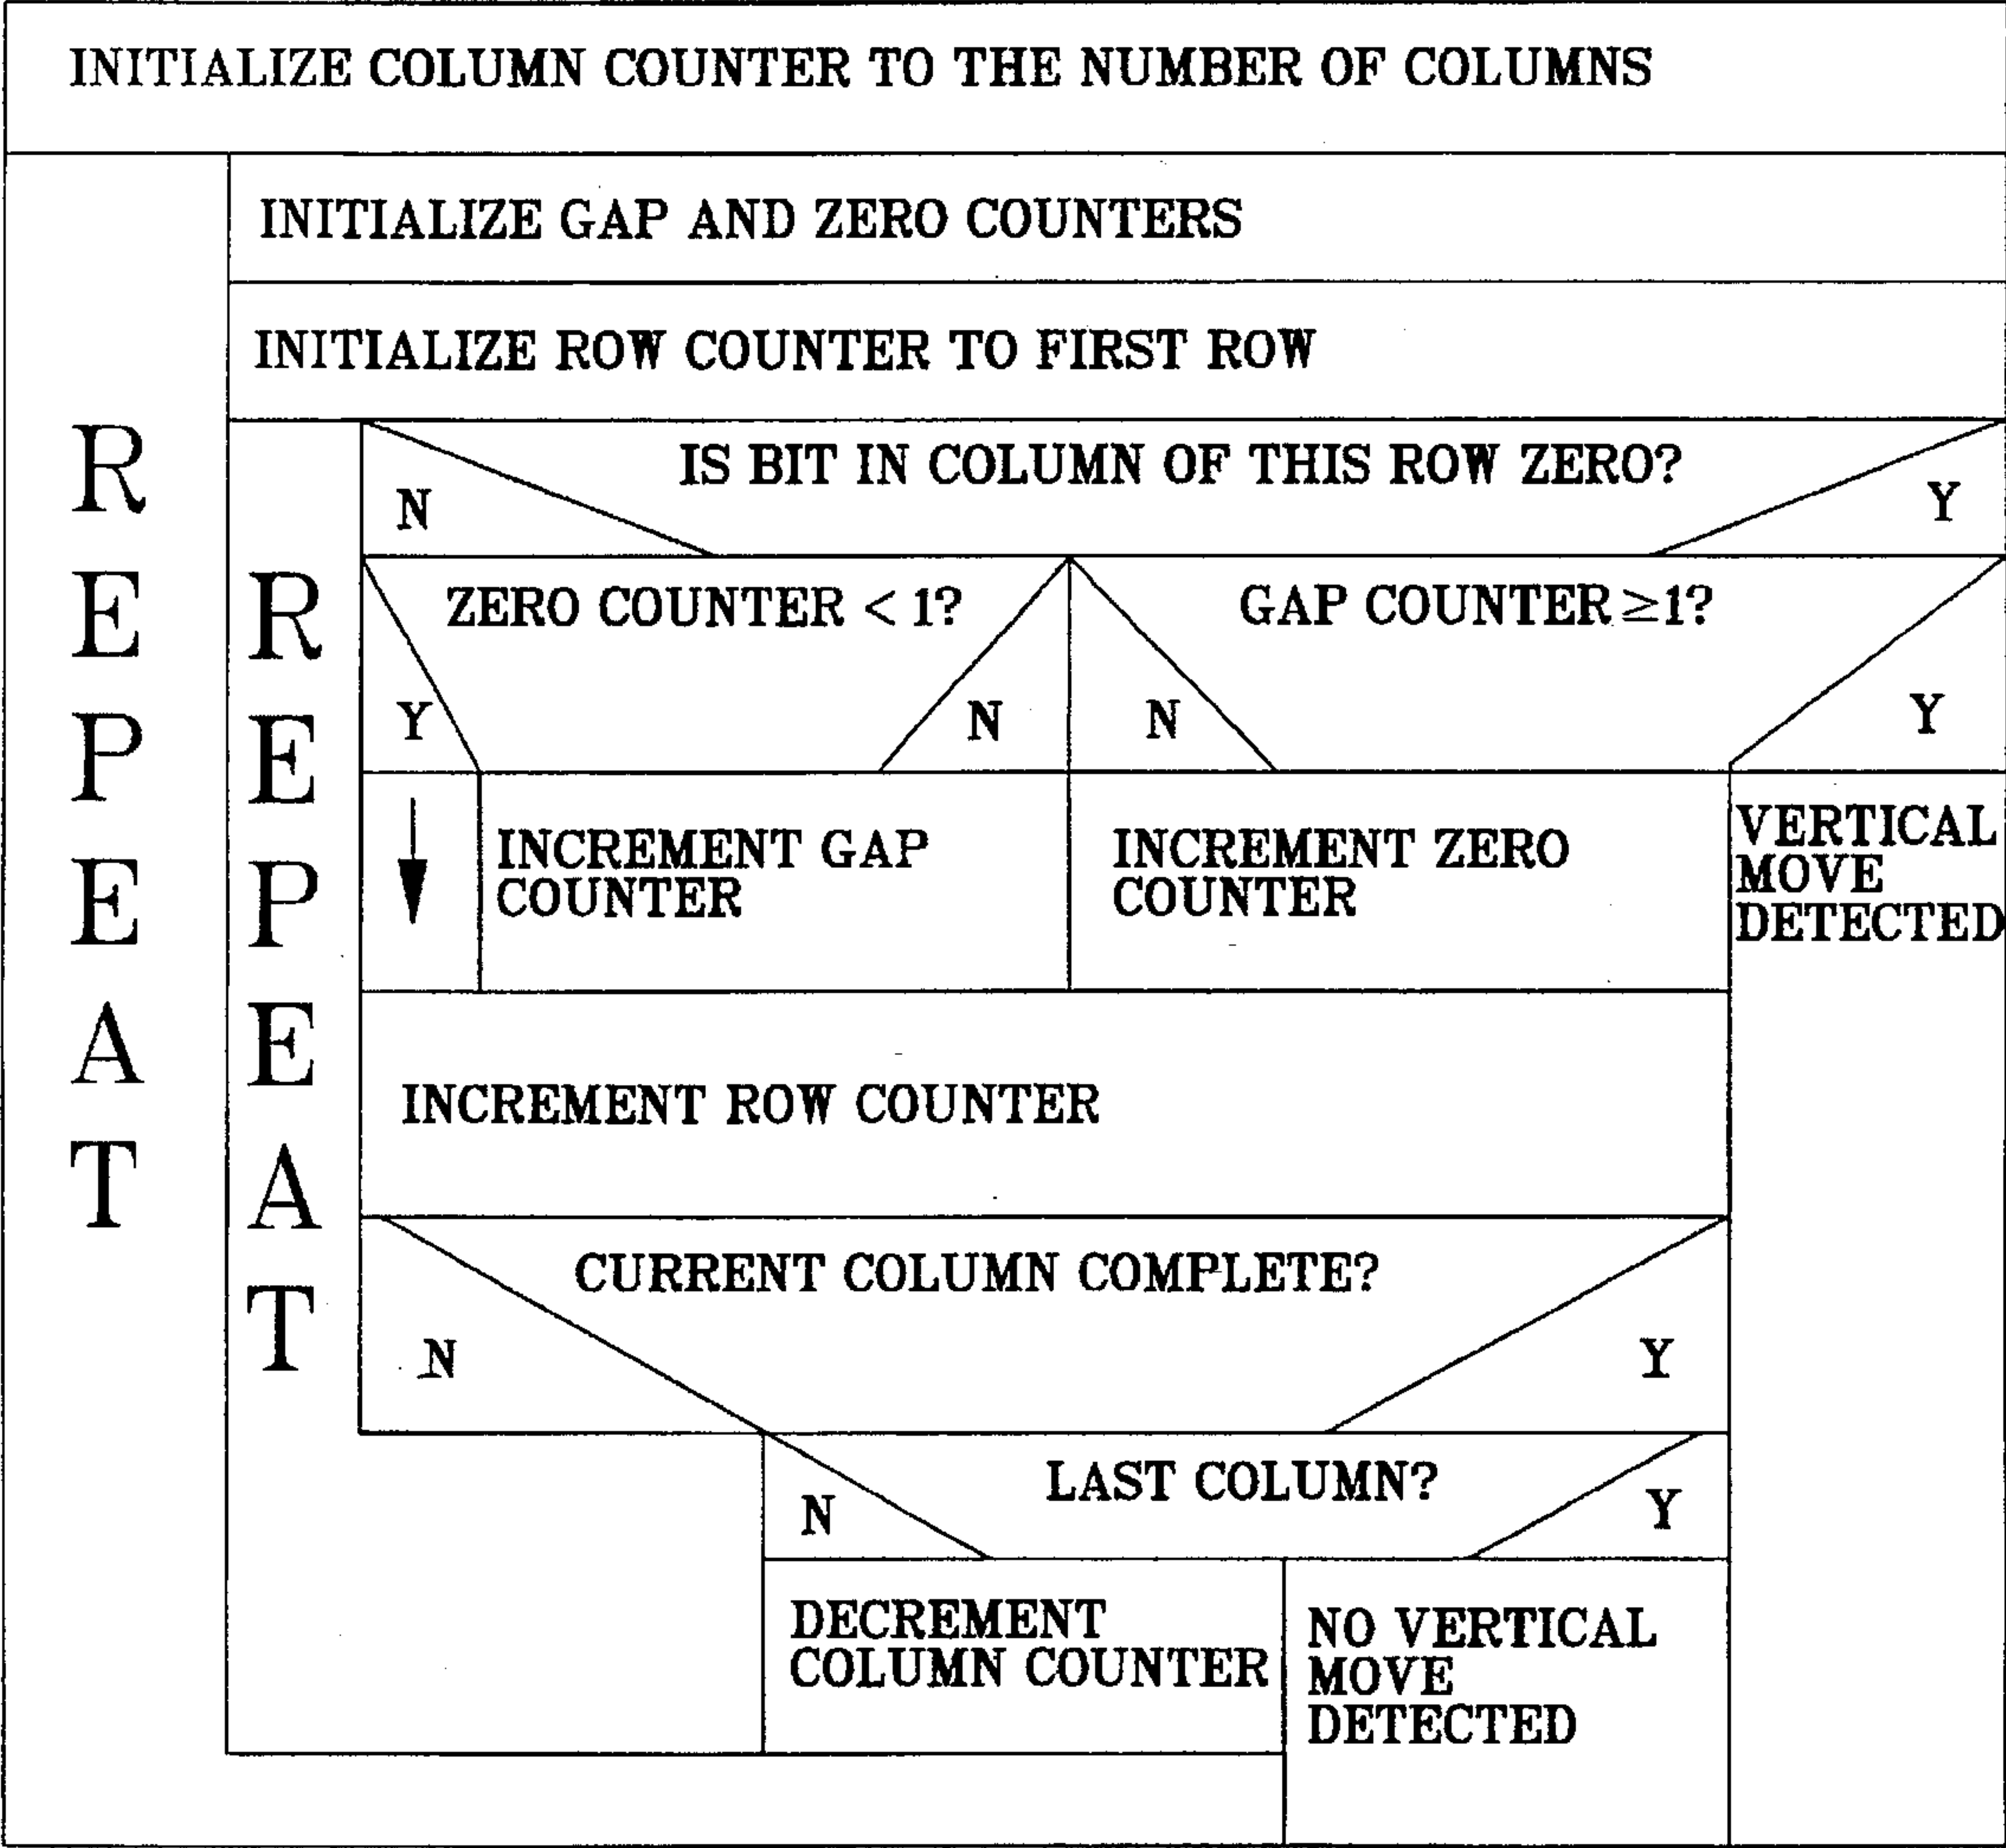 INITIALIZE COLUMN COUNTER TO THE NUMBER OF COLUMNS
REPEAT
INITIALIZE GAP AND ZERO COUNTERS
INITIALIZE ROW COUNTER TO FIRST ROW
REPEAT
IS BIT IN COLUMN OF THIS ROW ZERO?
N
Y
ZERO COUNTER < 1?
Y
N
GAP COUNTER ≥1?
N
Y
INCREMENT GAP
COUNTER
INCREMENT ZERO
COUNTER
VERTICAL
MOVE
DETECTED
INCREMENT ROW COUNTER
CURRENT COLUMN COMPLETE?
N
Y
LAST COLUMN?
N
Y
DECREMENT
COLUMN COUNTER
NO VERTICAL
MOVE
DETECTED